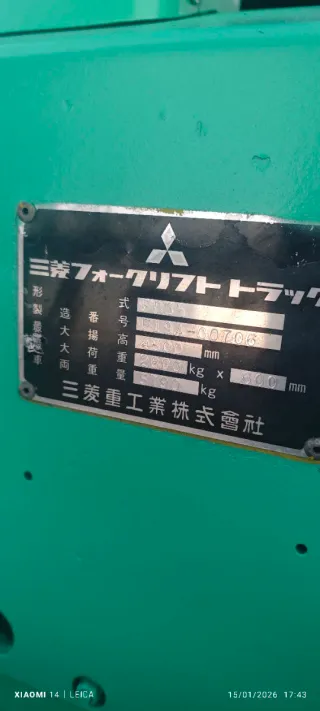 三菱フォークリフト トラック
形 式
製 造 番 号 -00706
最 大 揚 高 mm
最 大 荷 重 kg × 600 mm
車 両 重 量 kg
三菱重工業株式會社
XIAOMI 14 | LEICA
15/01/2026 17:43